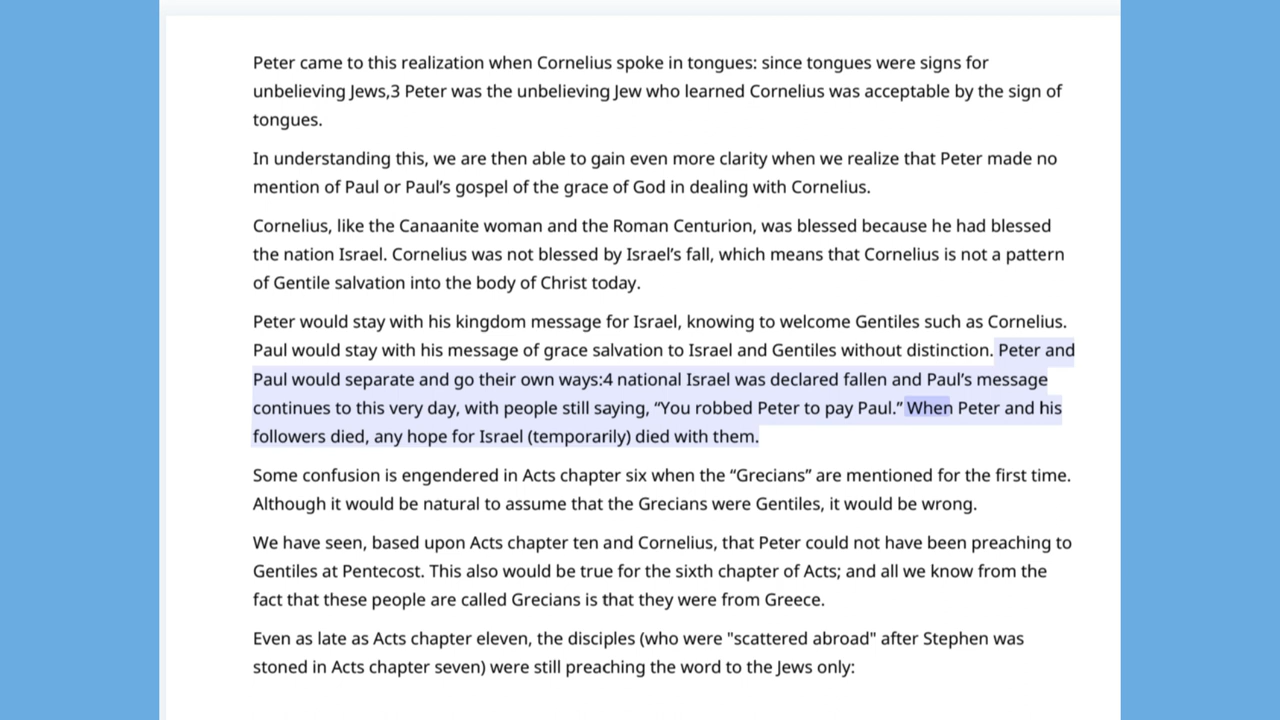 Peter came to this realization when Cornelius spoke in tongues: since tongues were signs for
unbelieving Jews,3 Peter was the unbelieving Jew who learned Cornelius was acceptable by the sign of
tongues.
In understanding this, we are then able to gain even more clarity when we realize that Peter made no
mention of Paul or Paul’s gospel of the grace of God in dealing with Cornelius.
Cornelius, like the Canaanite woman and the Roman Centurion, was blessed because he had blessed
the nation Israel. Cornelius was not blessed by Israel’s fall, which means that Cornelius is not a pattern
of Gentile salvation into the body of Christ today.
Peter would stay with his kingdom message for Israel, knowing to welcome Gentiles such as Cornelius.
Paul would stay with his message of grace salvation to Israel and Gentiles without distinction. Peter and
Paul would separate and go their own ways:4 national Israel was declared fallen and Paul’s message
continues to this very day, with people still saying, “You robbed Peter to pay Paul.” When Peter and his
followers died, any hope for Israel (temporarily) died with them.
Some confusion is engendered in Acts chapter six when the “Grecians” are mentioned for the first time.
Although it would be natural to assume that the Grecians were Gentiles, it would be wrong.
We have seen, based upon Acts chapter ten and Cornelius, that Peter could not have been preaching to
Gentiles at Pentecost. This also would be true for the sixth chapter of Acts; and all we know from the
fact that these people are called Grecians is that they were from Greece.
Even as late as Acts chapter eleven, the disciples (who were "scattered abroad" after Stephen was
stoned in Acts chapter seven) were still preaching the word to the Jews only: